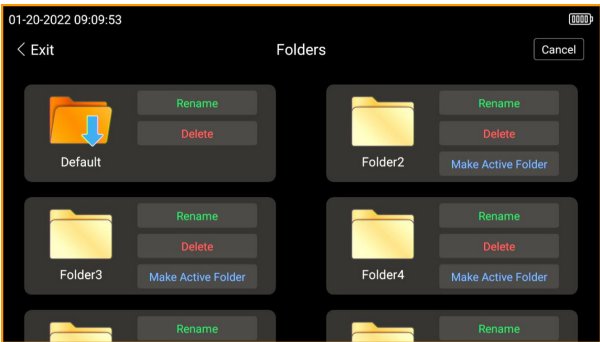 01-20-2022 09:09:53
Exit
Folders
Cancel
Rename
Delete
Default
Rename
Delete
Make Active Folder
Folder2
Rename
Delete
Make Active Folder
Folder3
Rename
Delete
Make Active Folder
Folder4
Rename
Rename